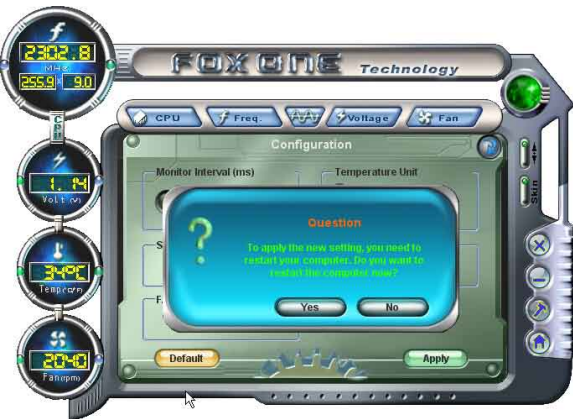 f
2302.8
MHz
255.9 × 9.0
CPU
FOX ONE Technology
CPU
Freq.
Voltage
Fan
Configuration
?
Skin
Monitor Interval (ms)
Temperature Unit
1.14
Volt (V)
Question
To apply the new setting, you need to
restart your computer. Do you want to
restart the computer now?
Yes
No
S
F
34°C
Temp(C/F)
2040
Fan(rpm)
Default
Apply